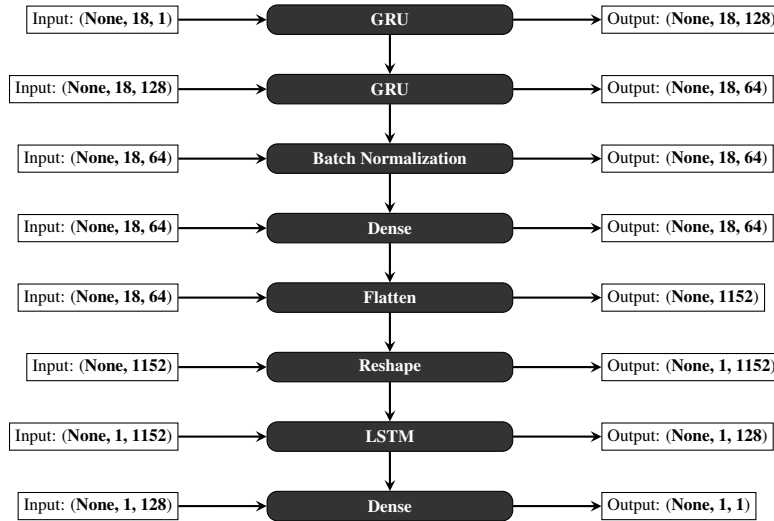 Input: (None, 18, 1) GRU Output: (None, 18, 128)
Input: (None, 18, 128) GRU Output: (None, 18, 64)
Input: (None, 18, 64) Batch Normalization Output: (None, 18, 64)
Input: (None, 18, 64) Dense Output: (None, 18, 64)
Input: (None, 18, 64) Flatten Output: (None, 1152)
Input: (None, 1152) Reshape Output: (None, 1, 1152)
Input: (None, 1, 1152) LSTM Output: (None, 1, 128)
Input: (None, 1, 128) Dense Output: (None, 1, 1)